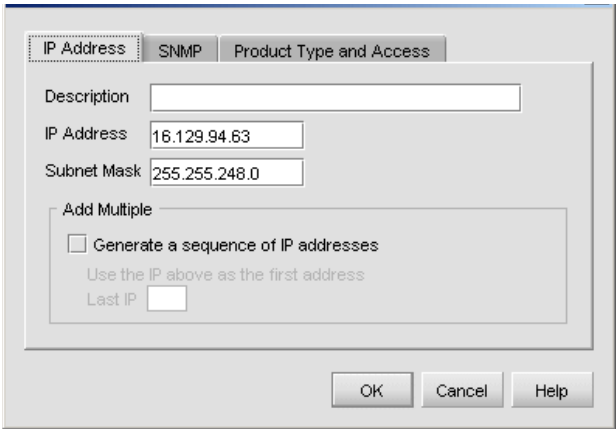 IP Address SNMP Product Type and Access
Description
IP Address 16.129.94.63
Subnet Mask 255.255.248.0
Add Multiple
Generate a sequence of IP addresses
Use the IP above as the first address
Last IP
OK Cancel Help